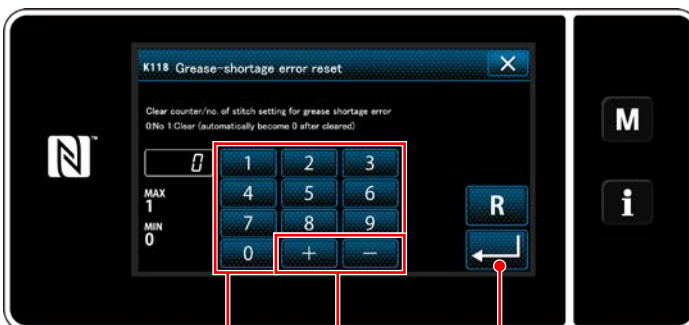 K118 Grease-shortage error reset
Clear counter/no. of stitch setting for grease shortage error
0:No 1:Clear (automatically become 0 after cleared)
0
MAX
1
MIN
0
1 2 3
4 5 6
7 8 9
0 + −
R
M
i
N